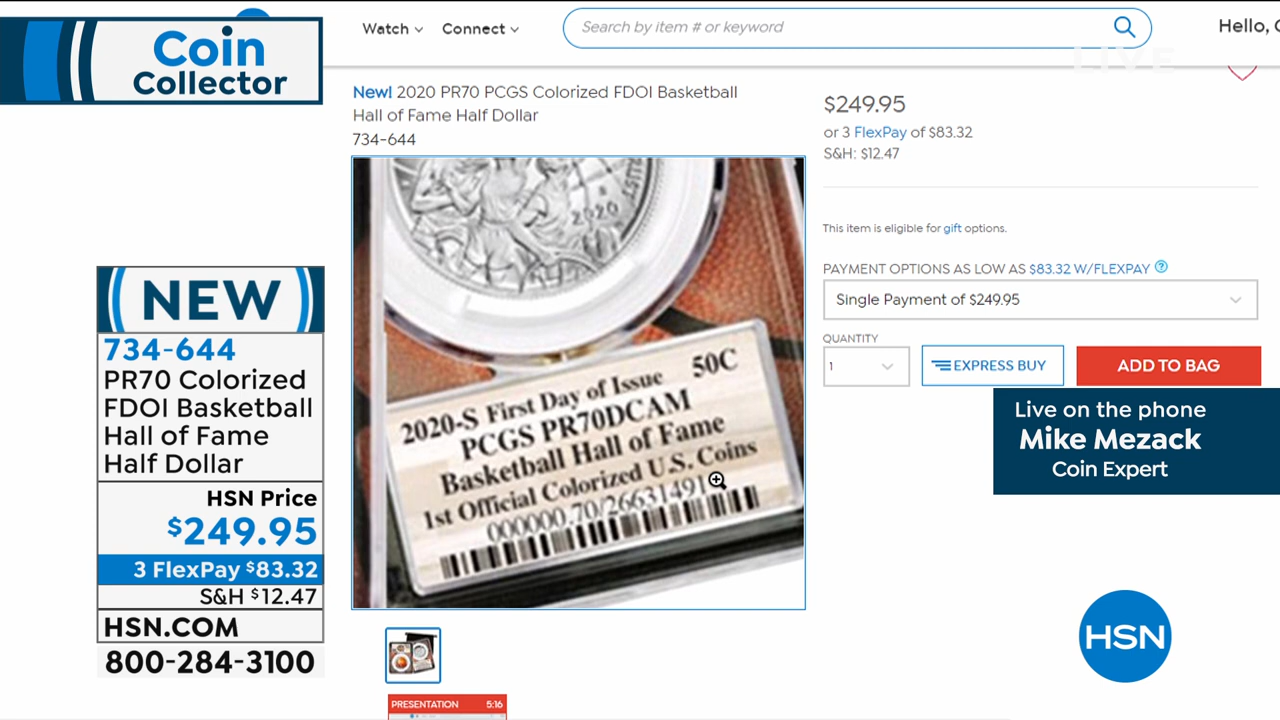 Coin
Collector
Watch
Connect
Search by item # or keyword
Hello,
LIVE
New! 2020 PR70 PCGS Colorized FDOI Basketball
Hall of Fame Half Dollar
734-644
$249.95
or 3 FlexPay of $83.32
S&H: $12.47
This item is eligible for gift options.
PAYMENT OPTIONS AS LOW AS $83.32 W/FLEXPAY ?
Single Payment of $249.95
QUANTITY
1
EXPRESS BUY
ADD TO BAG
Live on the phone
Mike Mezack
Coin Expert
2020
2020-S First Day of Issue 50C
PCGS PR70DCAM
Basketball Hall of Fame
1st Official Colorized U.S. Coins
000000.70/26631491
NEW
734-644
PR70 Colorized
FDOI Basketball
Hall of Fame
Half Dollar
HSN Price
$249.95
3 FlexPay $83.32
S&H $12.47
HSN.COM
800-284-3100
HSN
PRESENTATION 5:16